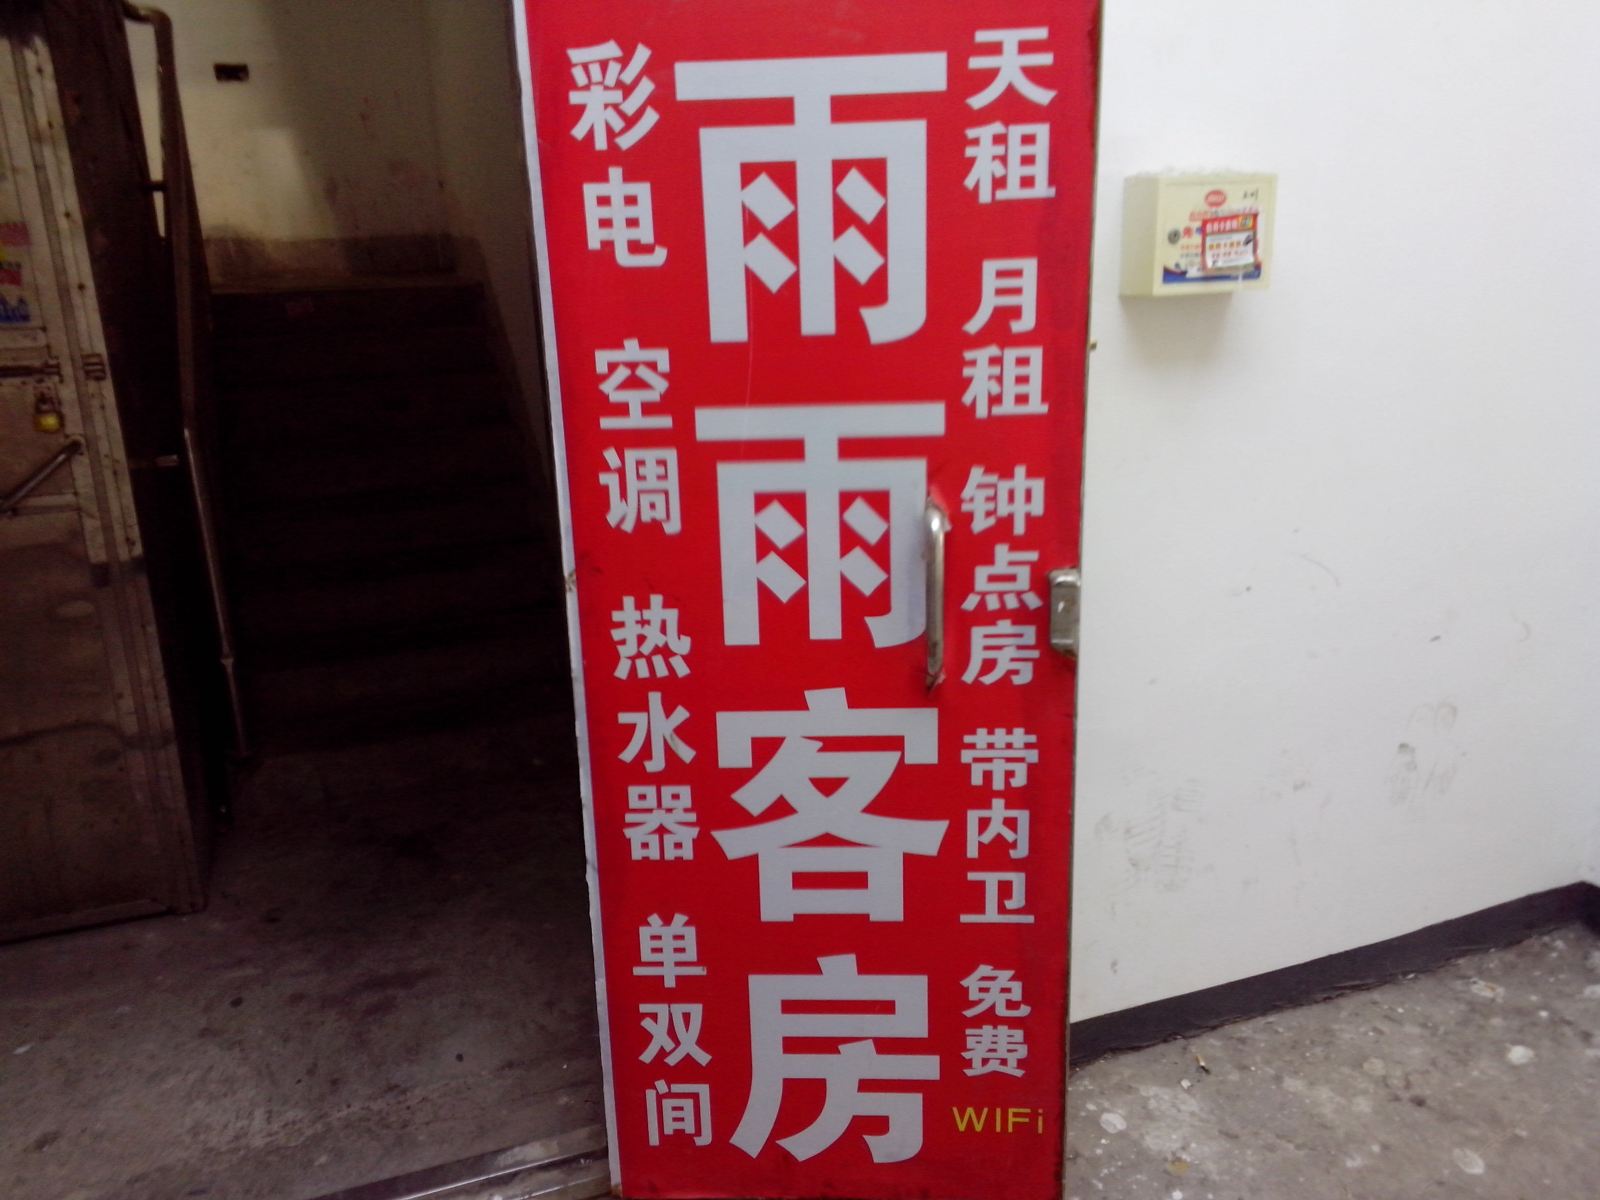 天租 月租 钟点房 带内卫 免费
WIFi
雨雨客房
彩电 空调 热水器 单双间